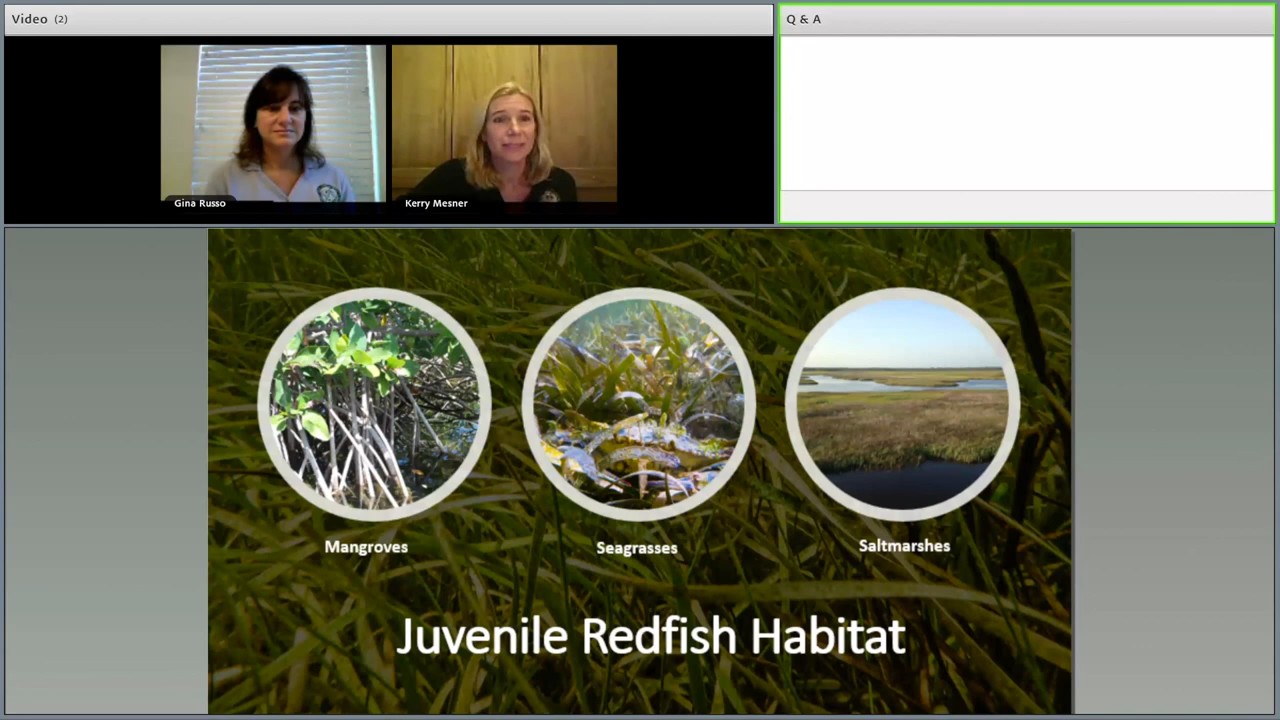 Video (2)
Q & A
Gina Russo
Kerry Mesner
Mangroves
Seagrasses
Saltmarshes
Juvenile Redfish Habitat